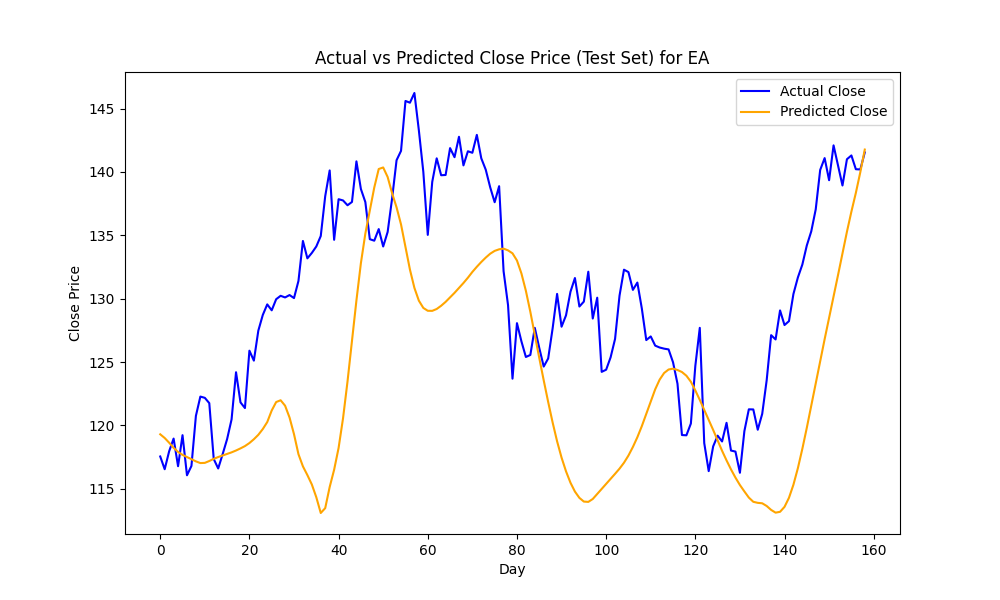 Actual vs Predicted Close Price (Test Set) for EA
Actual Close
Predicted Close
Close Price
145
140
135
130
125
120
115
0 20 40 60 80 100 120 140 160
Day